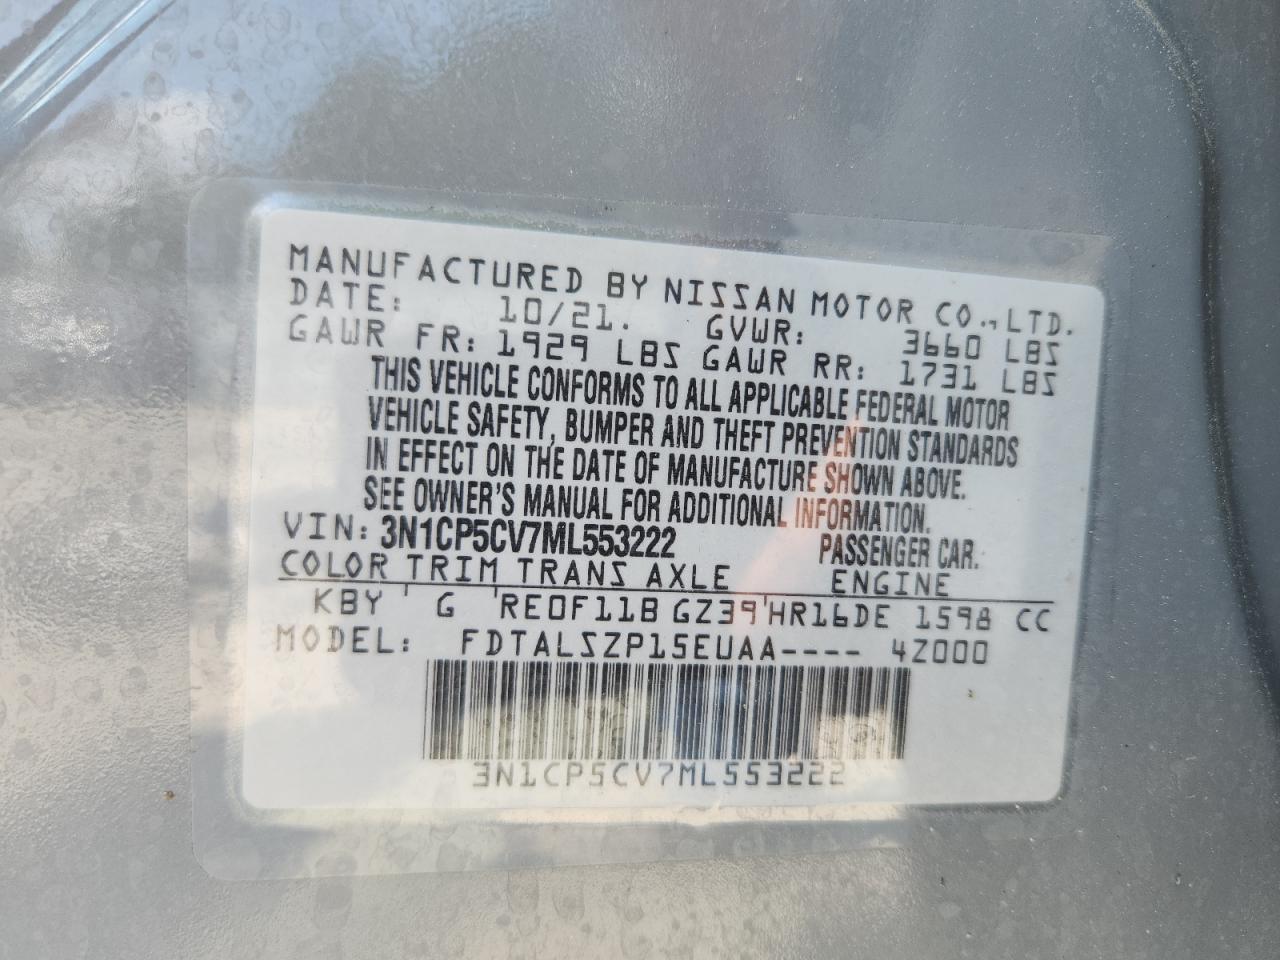 MANUFACTURED BY NISSAN MOTOR CO.,LTD.
DATE: 10/21. GVWR: 3660 LBS
GAWR FR: 1929 LBS GAWR RR: 1731 LBS
THIS VEHICLE CONFORMS TO ALL APPLICABLE FEDERAL MOTOR
VEHICLE SAFETY, BUMPER AND THEFT PREVENTION STANDARDS
IN EFFECT ON THE DATE OF MANUFACTURE SHOWN ABOVE.
SEE OWNER'S MANUAL FOR ADDITIONAL INFORMATION.
VIN: 3N1CP5CV7ML553222 PASSENGER CAR.
COLOR TRIM TRANS AXLE ENGINE
KBY ' G 'RE0F11B GZ39'HR16DE 1598 CC
MODEL: FDTALSZP15EUAA---- 4Z000
3N1CP5CV7ML553222